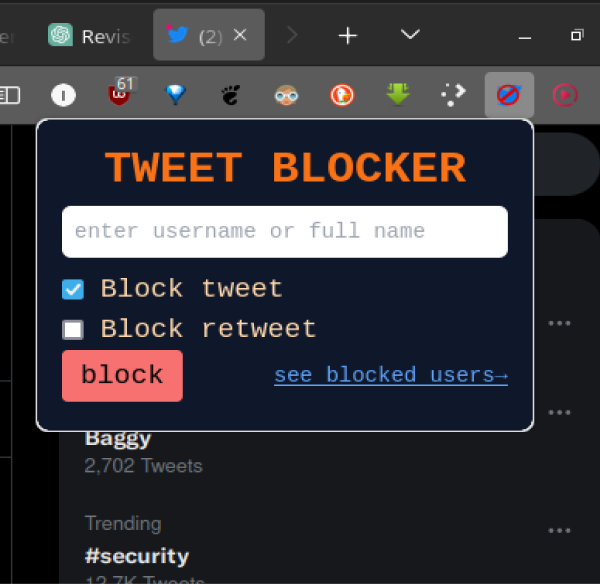 er
Revis
(2)
61
TWEET BLOCKER
enter username or full name
Block tweet
Block retweet
block
see blocked users→
Baggy
2,702 Tweets
Trending
#security
12.7K Tweets